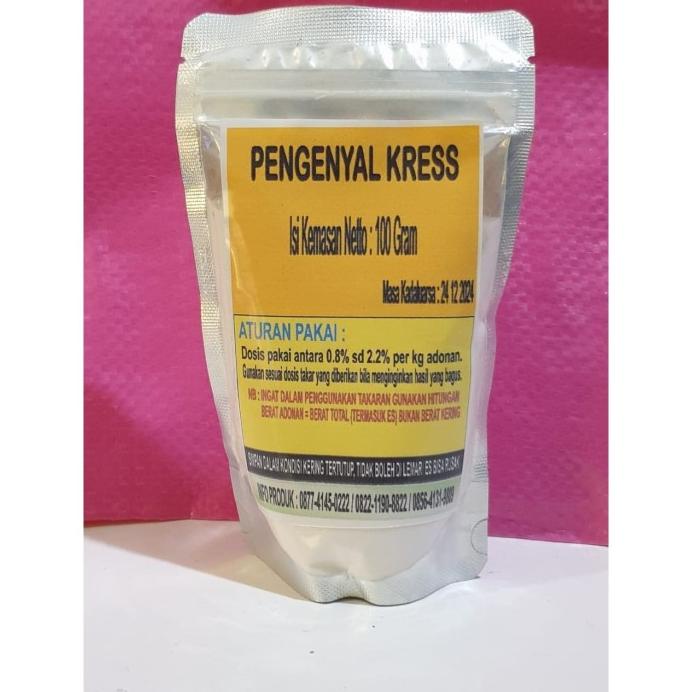 PENGENYAL KRESS
Isi Kemasan Netto : 100 Gram
Masa Kadaluarsa : 24 12 2024
ATURAN PAKAI :
Dosis pakai antara 0.8% sd 2.2% per kg adonan.
Gunakan sesuai dosis takar yang diberikan bila menginginkan hasil yang bagus.
NB : INGAT DALAM PENGGUNAKAN TAKARAN GUNAKAN HITUNGAN
BERAT ADONAN = BERAT TOTAL (TERMASUK ES) BUKAN BERAT KERING
SIMPAN DALAM KONDISI KERING TERTUTUP, TIDAK BOLEH DI LEMARI ES BISA RUSAK
INFO PRODUK : 0877-4145-0222 / 0822-1190-8822 / 0856-4131-9889